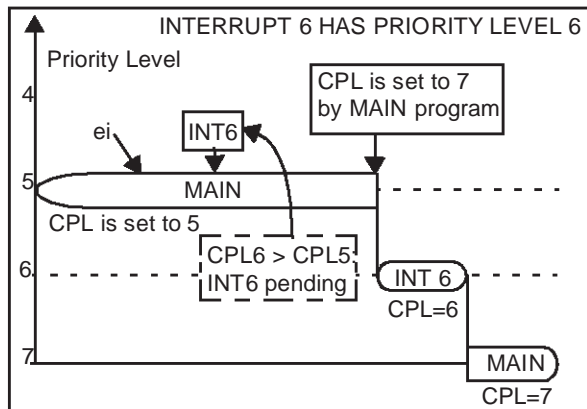 INTERRUPT 6 HAS PRIORITY LEVEL 6
Priority Level
CPL is set to 7
by MAIN program
4
ei
INT6
5
MAIN
CPL is set to 5
CPL6 > CPL5:
INT6 pending
6
INT 6
CPL=6
7
MAIN
CPL=7